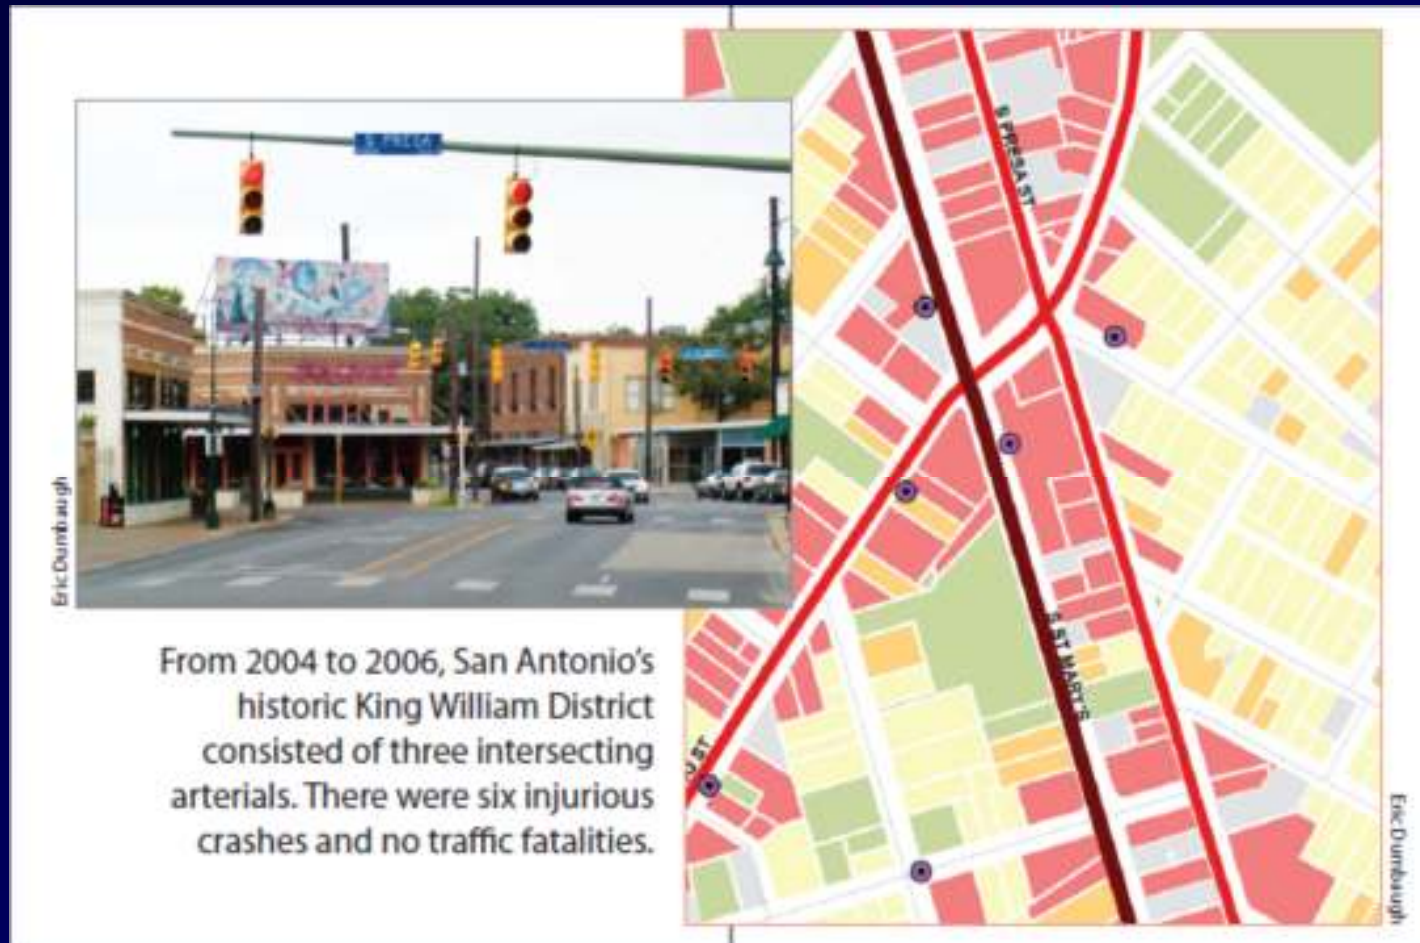 S PRESA
Eric Dumbaugh
From 2004 to 2006, San Antonio's
historic King William District
consisted of three intersecting
arterials. There were six injurious
crashes and no traffic fatalities.
S PRESA ST
S ST MARY'S
O ST
Eric Dumbaugh